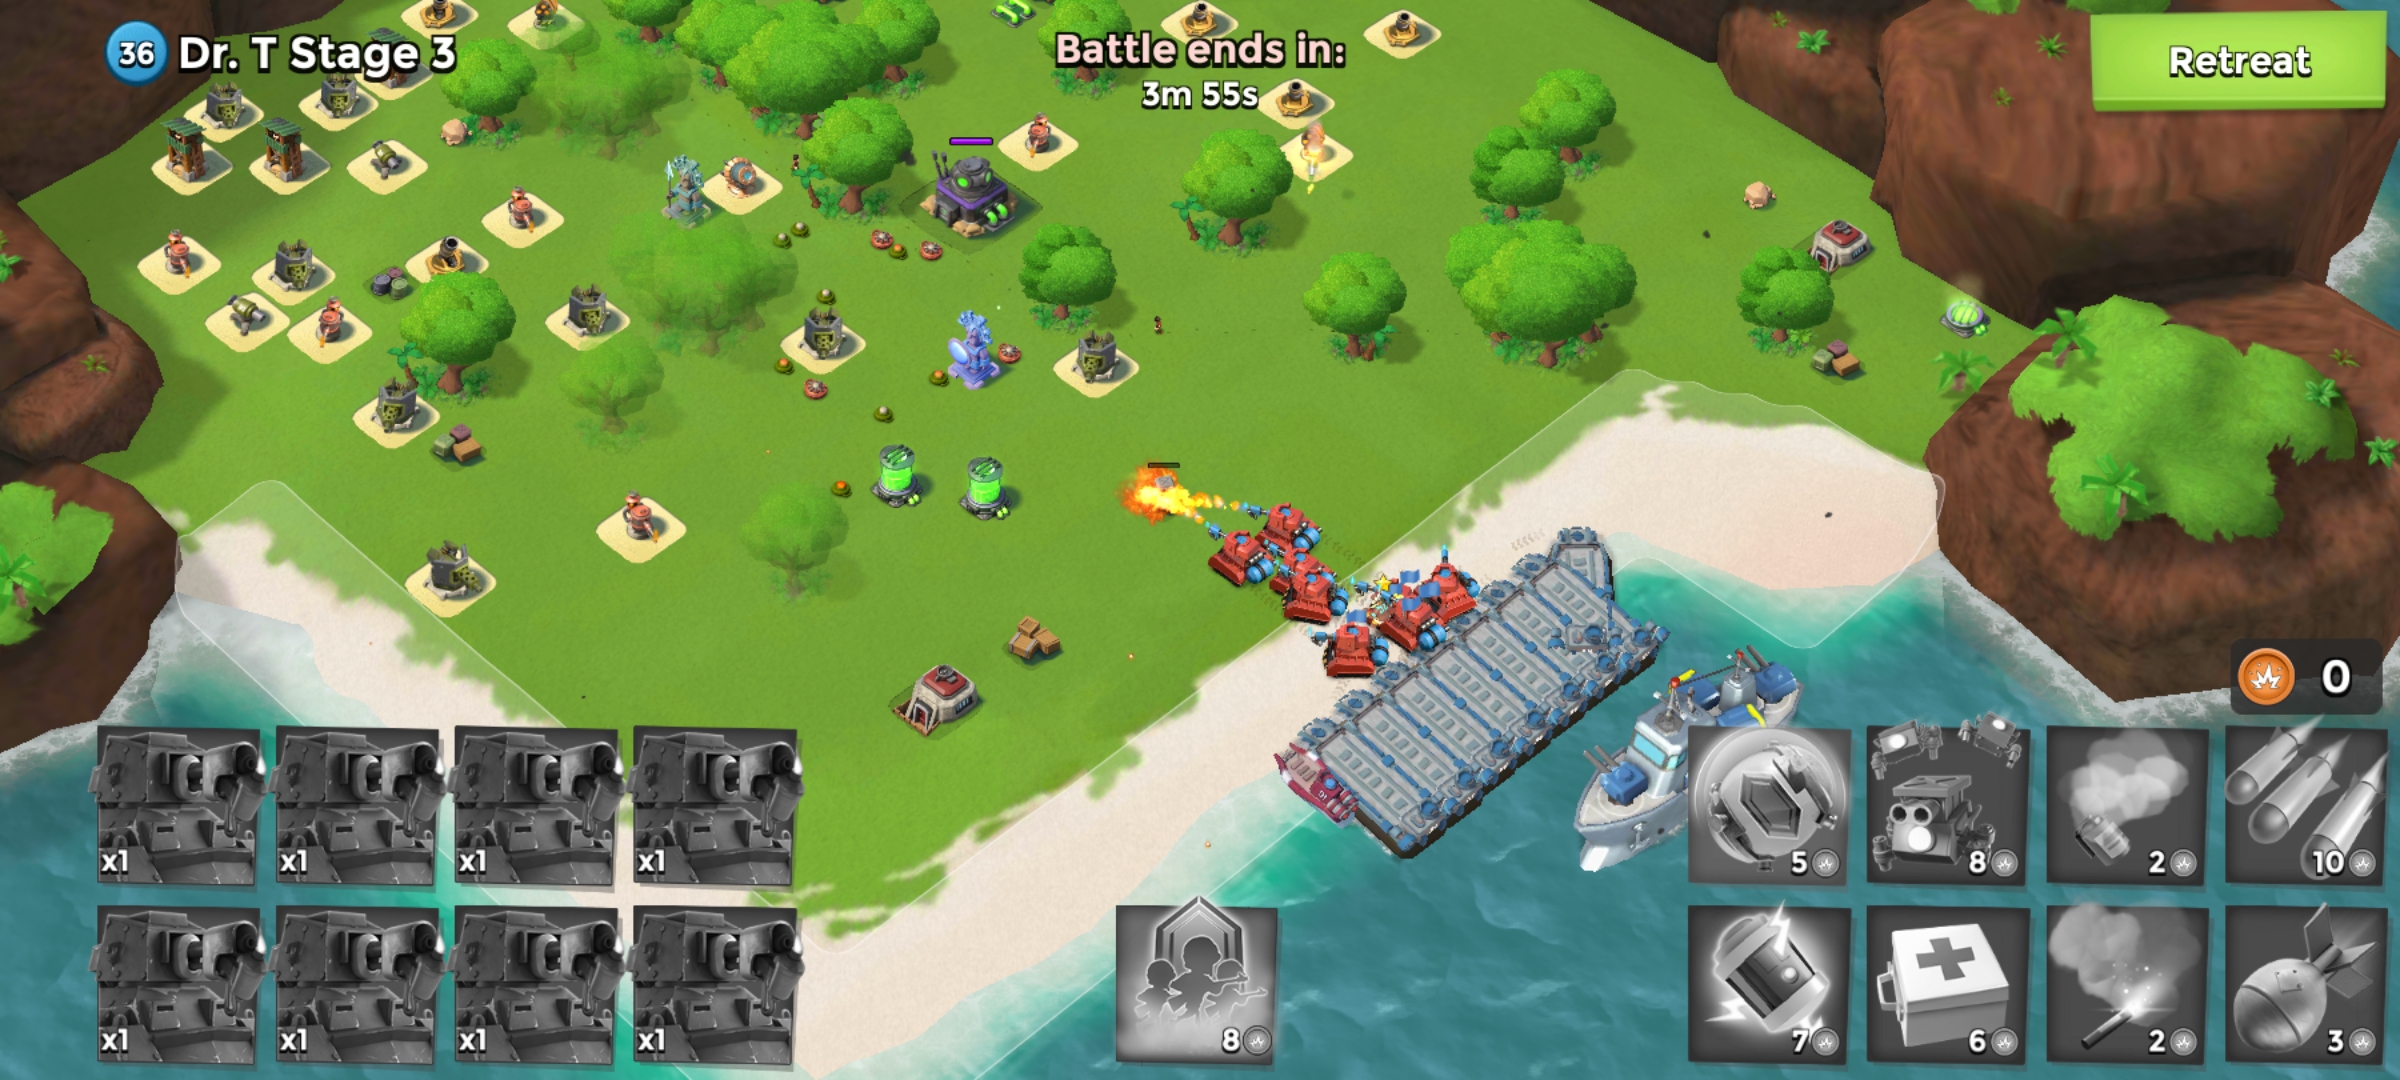 36 Dr. T Stage 3
Battle ends in:
3m 55s
Retreat
0
x1 x1 x1 x1
5 8 2 10
x1 x1 x1 x1
8
7 6 2 3